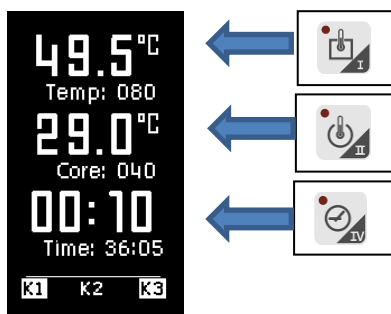 49.5°C
Temp: 080
I
29.0°C
Core: 040
II
00:10
Time: 36:05
IV
K1 K2 K3